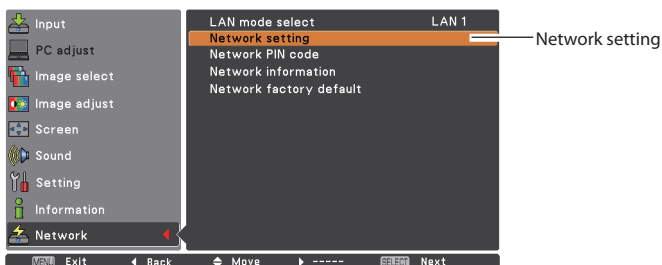 Input
PC adjust
Image select
Image adjust
Screen
Sound
Setting
Information
Network
LAN mode select LAN 1
Network setting
Network PIN code
Network information
Network factory default
Network setting
MENU Exit Back Move ----- SELECT Next